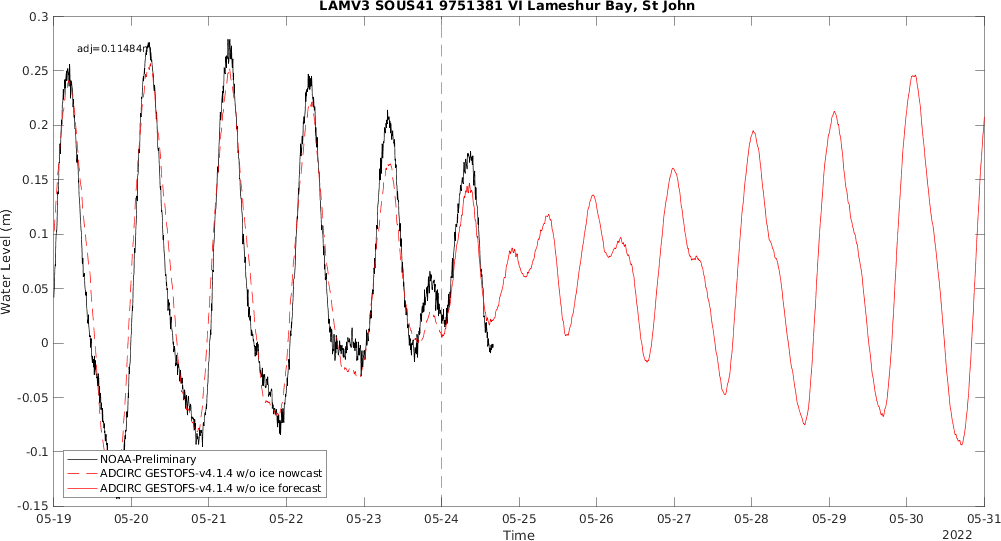 LAMV3 SOUS41 9751381 VI Lameshur Bay, St John
0.3
adj=0.11484m
0.25
0.2
0.15
0.1
0.05
0
-0.05
-0.1
-0.15
Water Level (m)
NOAA-Preliminary
ADCIRC GESTOFS-v4.1.4 w/o ice nowcast
ADCIRC GESTOFS-v4.1.4 w/o ice forecast
05-19 05-20 05-21 05-22 05-23 05-24 05-25 05-26 05-27 05-28 05-29 05-30 05-31
Time
2022